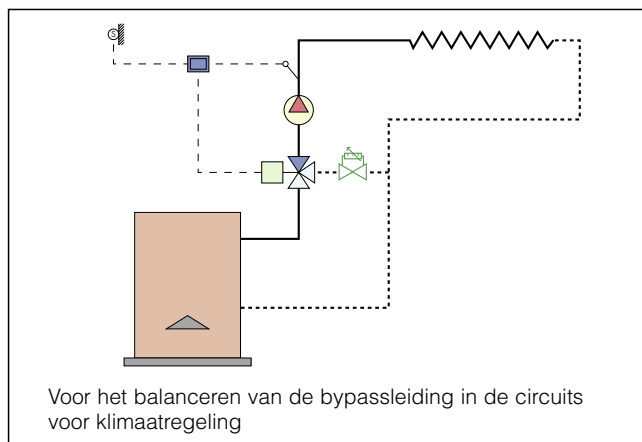 S
Voor het balanceren van de bypassleiding in de circuits
voor klimaatregeling